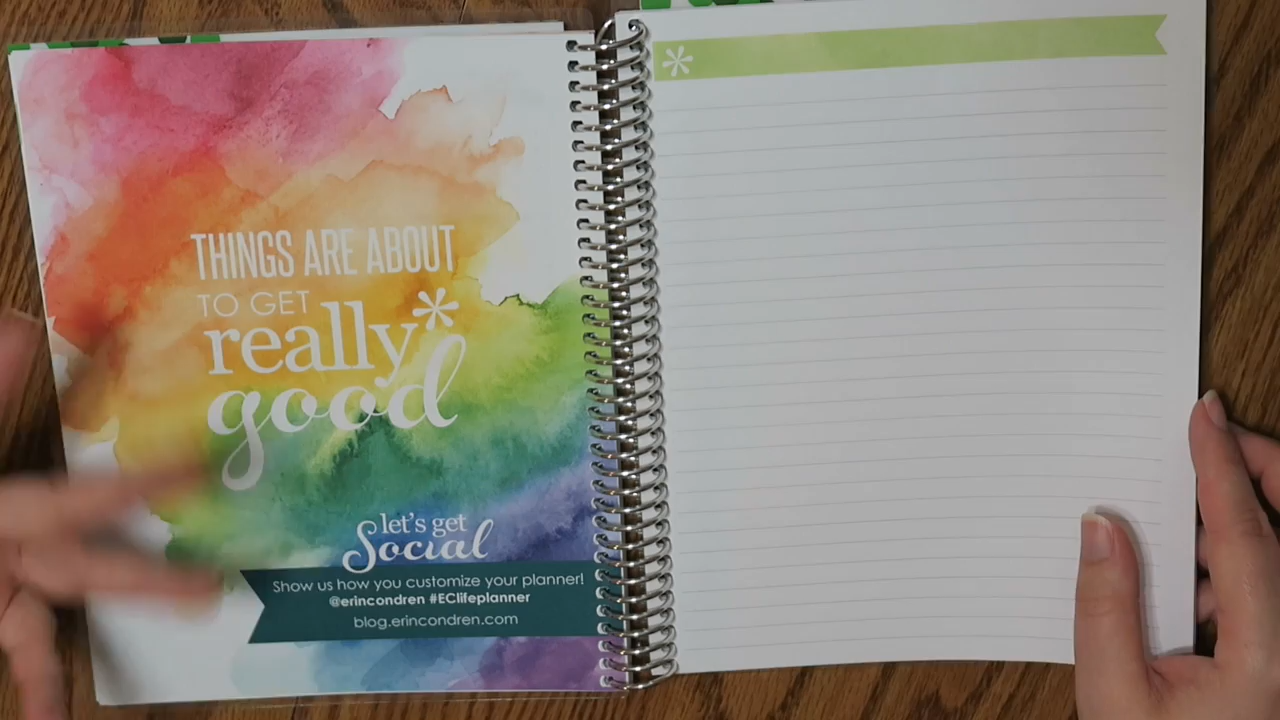 THINGS ARE ABOUT
TO GET
really*
good
let's get
Social
Show us how you customize your planner!
@erincondren #EClifeplanner
blog.erincondren.com
*